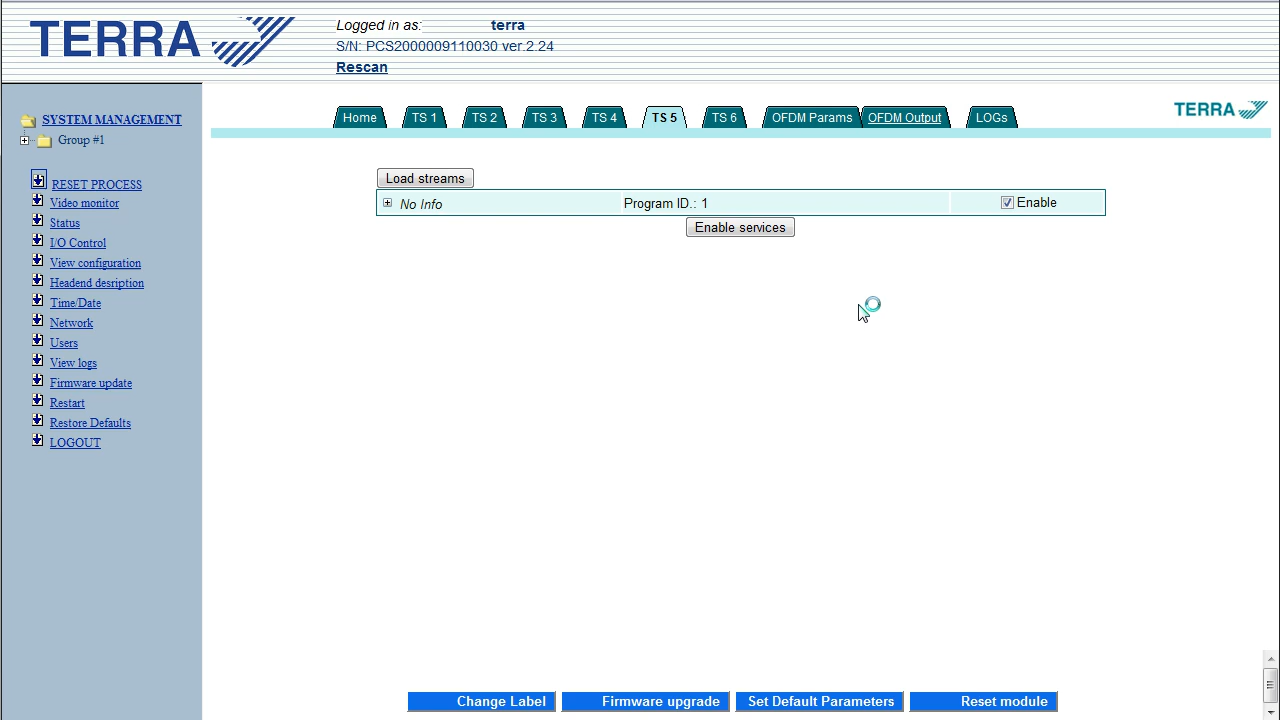 TERRA
Logged in as: terra
S/N: PCS2000009110030 ver.2.24
Rescan
SYSTEM MANAGEMENT
Group #1
RESET PROCESS
Video monitor
Status
I/O Control
View configuration
Headend desription
Time/Date
Network
Users
View logs
Firmware update
Restart
Restore Defaults
LOGOUT
Home TS 1 TS 2 TS 3 TS 4 TS 5 TS 6 OFDM Params OFDM Output LOGs
TERRA
Load streams
No Info Program ID.: 1 Enable
Enable services
Change Label Firmware upgrade Set Default Parameters Reset module